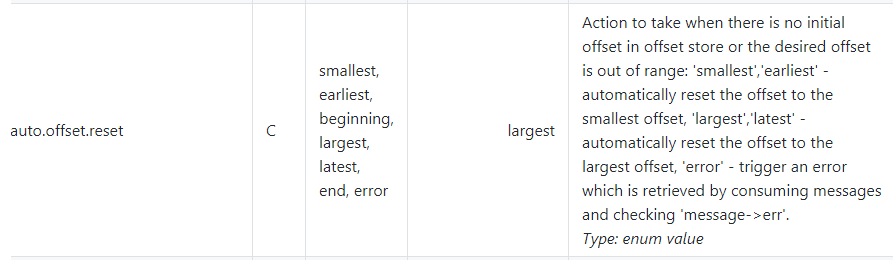 auto.offset.reset
C
smallest,
earliest,
beginning,
largest,
latest,
end, error
largest
Action to take when there is no initial
offset in offset store or the desired offset
is out of range: 'smallest','earliest' -
automatically reset the offset to the
smallest offset, 'largest','latest' -
automatically reset the offset to the
largest offset, 'error' - trigger an error
which is retrieved by consuming messages
and checking 'message->err'.
Type: enum value